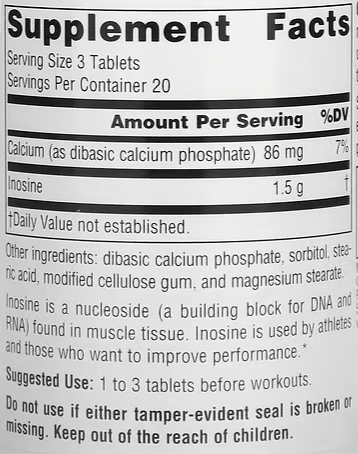 Supplement Facts
Serving Size 3 Tablets
Servings Per Container 20
Amount Per Serving %DV
Calcium (as dibasic calcium phosphate) 86 mg 7%
Inosine 1.5 g †
†Daily Value not established.
Other ingredients: dibasic calcium phosphate, sorbitol, stea-
ric acid, modified cellulose gum, and magnesium stearate.
Inosine is a nucleoside (a building block for DNA and
RNA) found in muscle tissue. Inosine is used by athletes
and those who want to improve performance.*
Suggested Use: 1 to 3 tablets before workouts.
Do not use if either tamper-evident seal is broken or
missing. Keep out of the reach of children.